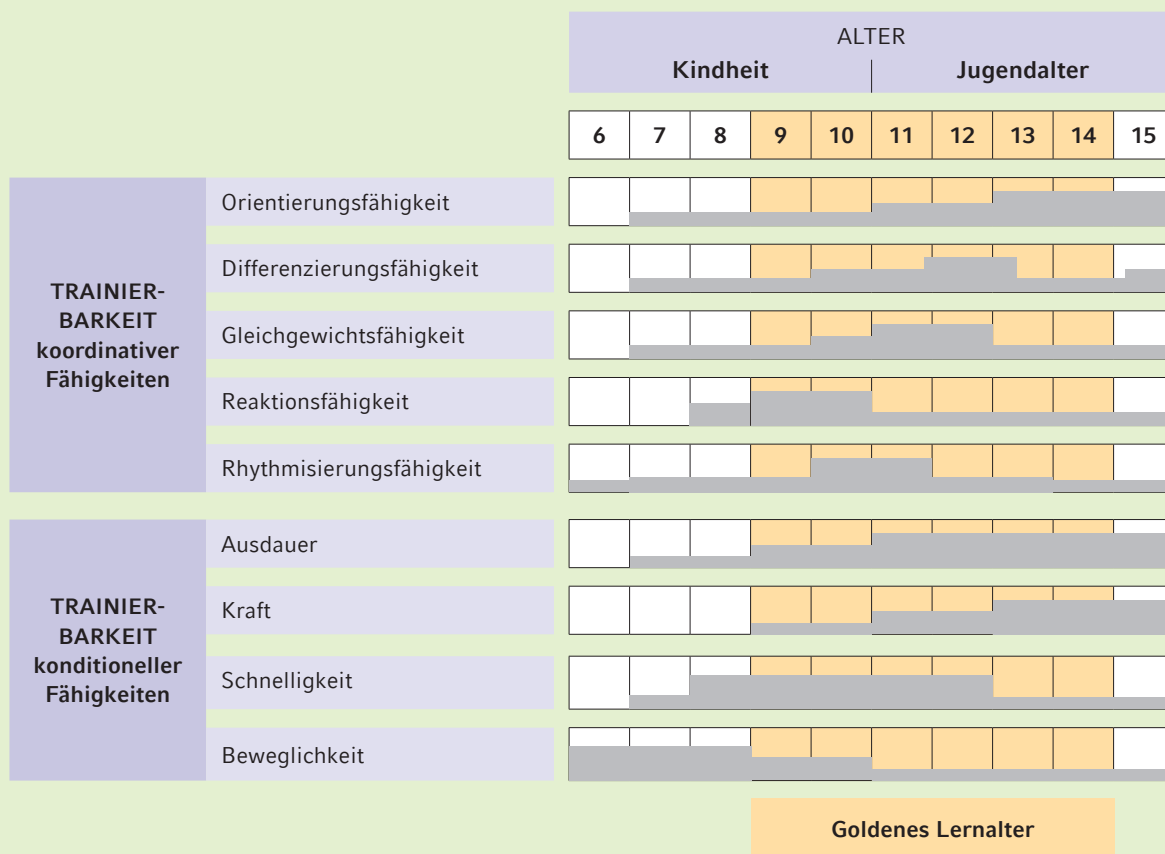 ALTER
Kindheit Jugendalter
6 7 8 9 10 11 12 13 14 15
TRAINIER-
BARKEIT
koordinativer
Fähigkeiten
Orientierungsfähigkeit
Differenzierungsfähigkeit
Gleichgewichtsfähigkeit
Reaktionsfähigkeit
Rhythmisierungsfähigkeit
TRAINIER-
BARKEIT
konditioneller
Fähigkeiten
Ausdauer
Kraft
Schnelligkeit
Beweglichkeit
Goldenes Lernalter